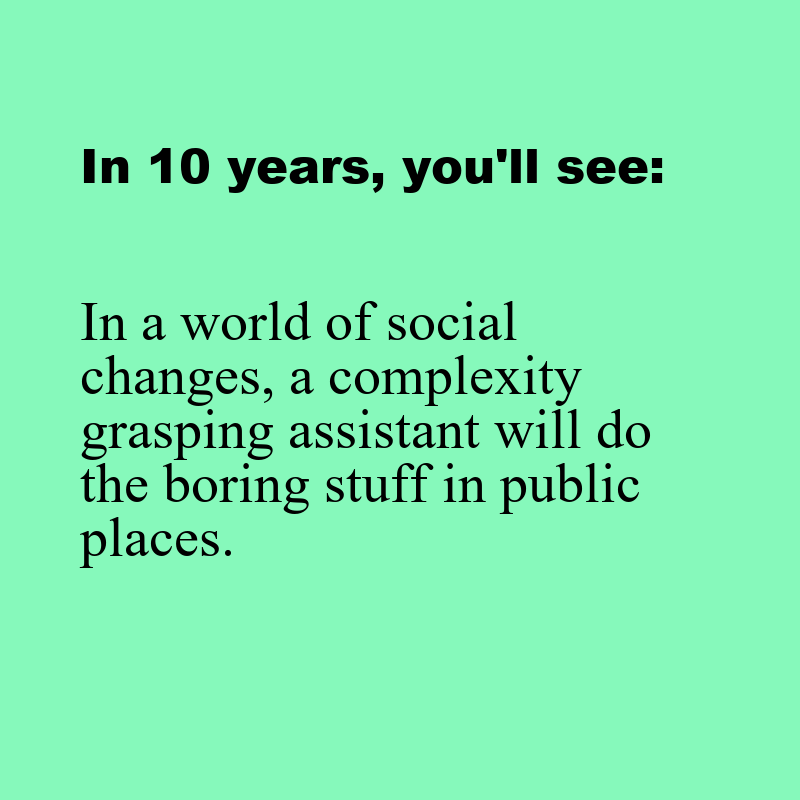 In 10 years, you'll see:
In a world of social
changes, a complexity
grasping assistant will do
the boring stuff in public
places.